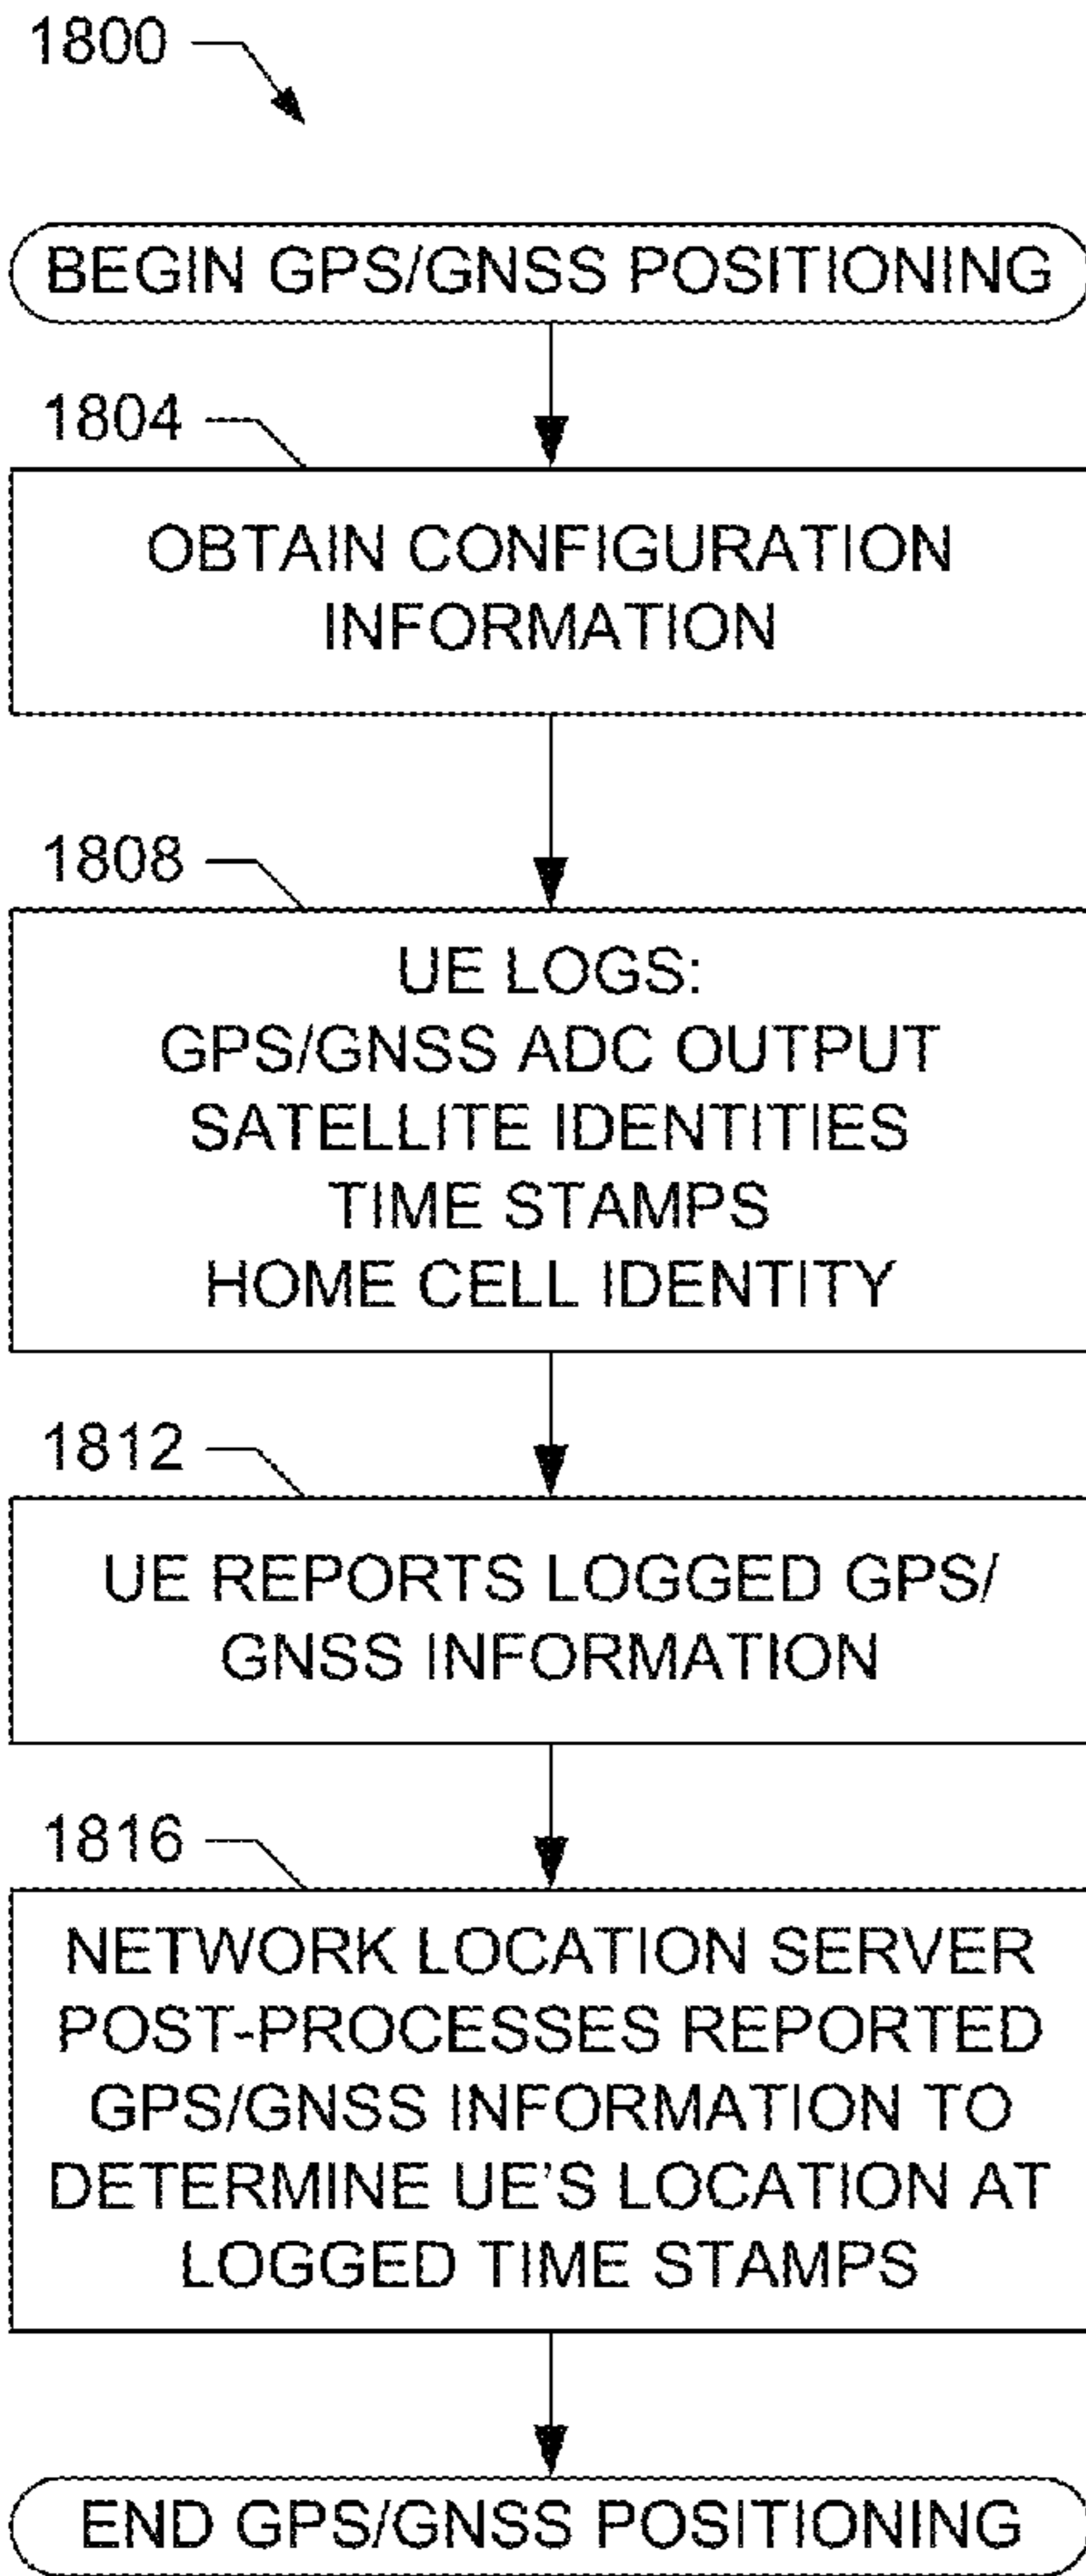 1800
BEGIN GPS/GNSS POSITIONING
1804
OBTAIN CONFIGURATION
INFORMATION
1808
UE LOGS:
GPS/GNSS ADC OUTPUT
SATELLITE IDENTITIES
TIME STAMPS
HOME CELL IDENTITY
1812
UE REPORTS LOGGED GPS/
GNSS INFORMATION
1816
NETWORK LOCATION SERVER
POST-PROCESSES REPORTED
GPS/GNSS INFORMATION TO
DETERMINE UE'S LOCATION AT
LOGGED TIME STAMPS
END GPS/GNSS POSITIONING